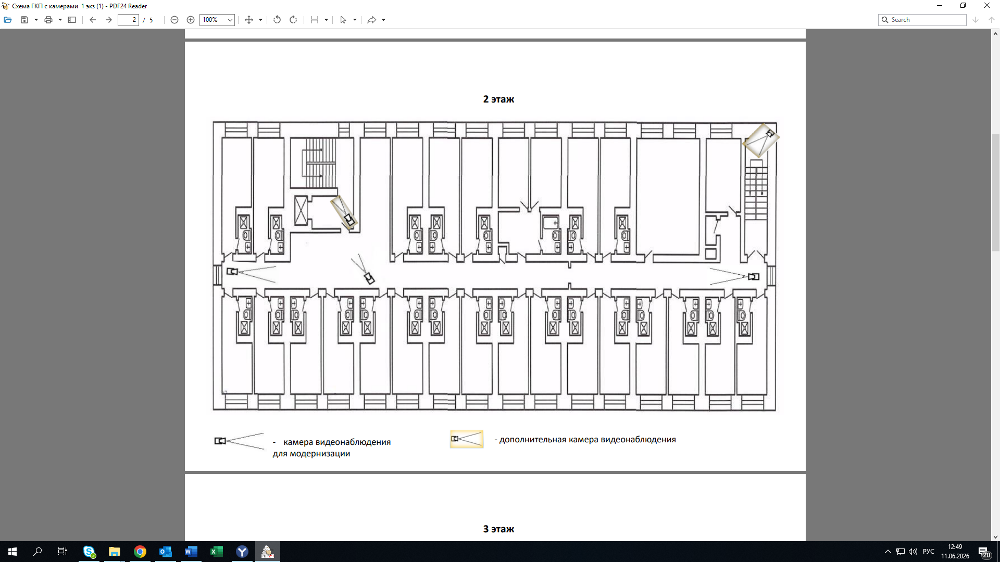 Схема ГКП с камерами 1 экз (1) - PDF24 Reader
2 / 5
100%
Search
2 этаж
- камера видеонаблюдения
для модернизации
- дополнительная камера видеонаблюдения
3 этаж
РУС
12:49
11.06.2026
20